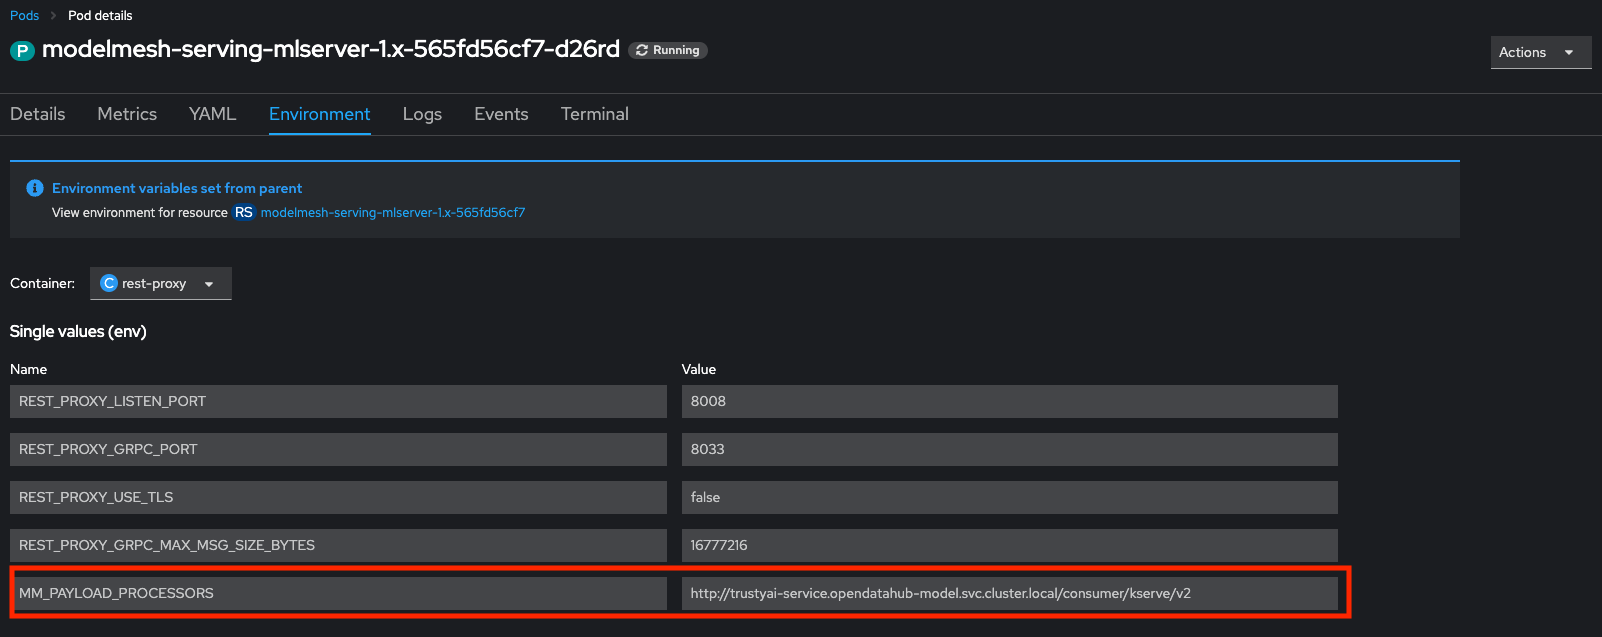 Pods > Pod details
P modelmesh-serving-mlserver-1.x-565fd56cf7-d26rd Running
Actions
Details Metrics YAML Environment Logs Events Terminal
Environment variables set from parent
View environment for resource RS modelmesh-serving-mlserver-1.x-565fd56cf7
Container: C rest-proxy
Single values (env)
Name Value
REST_PROXY_LISTEN_PORT 8008
REST_PROXY_GRPC_PORT 8033
REST_PROXY_USE_TLS false
REST_PROXY_GRPC_MAX_MSG_SIZE_BYTES 16777216
MM_PAYLOAD_PROCESSORS http://trustyai-service.opendatahub-model.svc.cluster.local/consumer/kserve/v2